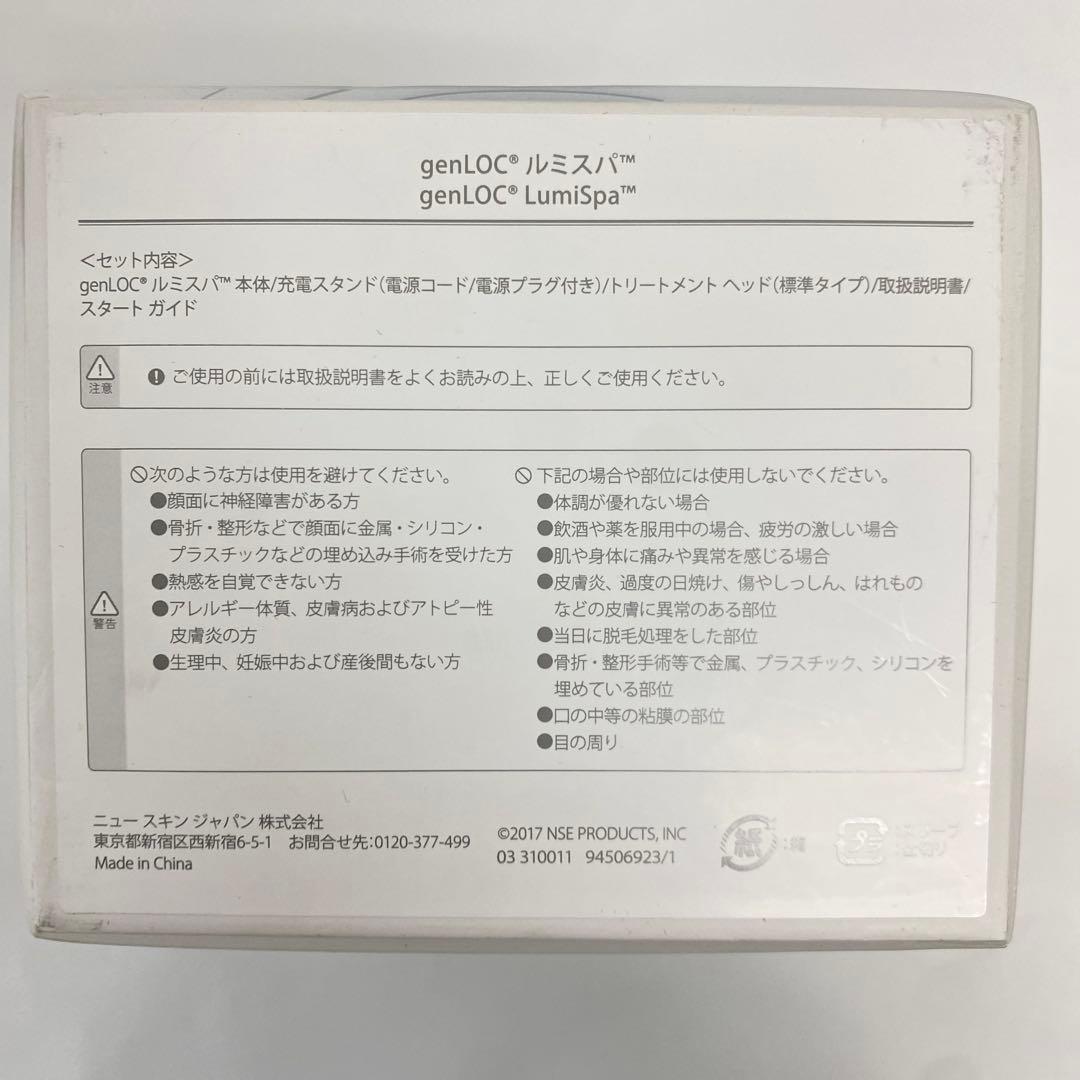 genLOC® ルミスパ™
genLOC® LumiSpa™
＜セット内容＞
genLOC® ルミスパ™ 本体/充電スタンド(電源コード/電源プラグ付き)/トリートメント ヘッド(標準タイプ)/取扱説明書/
スタート ガイド
注意
ご使用の前には取扱説明書をよくお読みの上、正しくご使用ください。
警告
次のような方は使用を避けてください。
●顔面に神経障害がある方
●骨折・整形などで顔面に金属・シリコン・
プラスチックなどの埋め込み手術を受けた方
●熱感を自覚できない方
●アレルギー体質、皮膚病およびアトピー性
皮膚炎の方
●生理中、妊娠中および産後間もない方
下記の場合や部位には使用しないでください。
●体調が優れない場合
●飲酒や薬を服用中の場合、疲労の激しい場合
●肌や身体に痛みや異常を感じる場合
●皮膚炎、過度の日焼け、傷やしっしん、はれもの
などの皮膚に異常のある部位
●当日に脱毛処理をした部位
●骨折・整形手術等で金属、プラスチック、シリコンを
埋めている部位
●口の中等の粘膜の部位
●目の周り
ニュー スキン ジャパン 株式会社
東京都新宿区西新宿6-5-1 お問合せ先:0120-377-499
Made in China
©2017 NSE PRODUCTS, INC
03 310011 94506923/1
紙
:箱
プラ